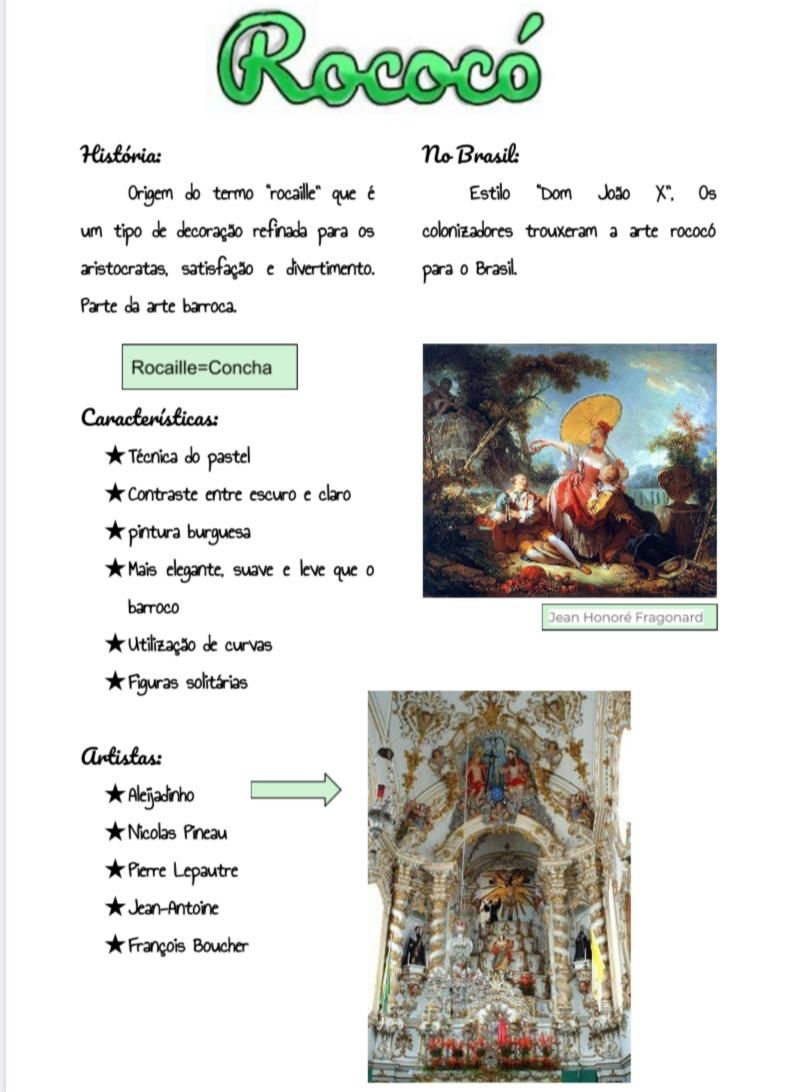 Rococó
História:
Origem do termo "rocaille" que é
um tipo de decoração refinada para os
aristocratas, satisfação e divertimento.
Parte da arte barroca.
Rocaille=Concha
Características:
★Técnica do pastel
★Contraste entre escuro e claro
★pintura burguesa
★Mais elegante, suave e leve que o
barroco
★Utilização de curvas
★Figuras solitárias
Artistas:
★Aleijadinho
★Nicolas Pineau
★Pierre Lepautre
★Jean-Antoine
★François Boucher
No Brasil:
Estilo "Dom João X". Os
colonizadores trouxeram a arte rococó
para o Brasil.
Jean Honoré Fragonard